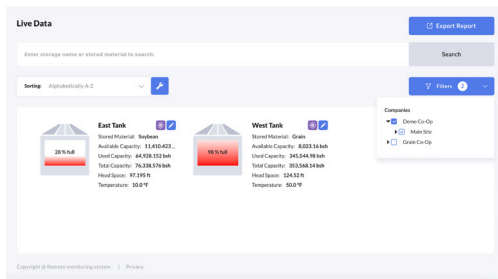 Live Data
Export Report
Enter storage name or stored material to search:
Search
Sorting: Alphabetically A-Z
Filters 2
Companies
Demo Co-Op
Main Site
Grain Co-Op
28 % full
East Tank
Stored Material: Soybean
Available Capacity: 11,410.423...
Used Capacity: 64,928.152 bsh
Total Capacity: 76,338.576 bsh
Head Space: 97.195 ft
Temperature: 10.0 °F
98 % full
West Tank
Stored Material: Grain
Available Capacity: 8,023.16 bsh
Used Capacity: 345,544.98 bsh
Total Capacity: 353,568.14 bsh
Head Space: 124.52 ft
Temperature: 50.0 °F
Copyright @ Remote monitoring system | Privacy